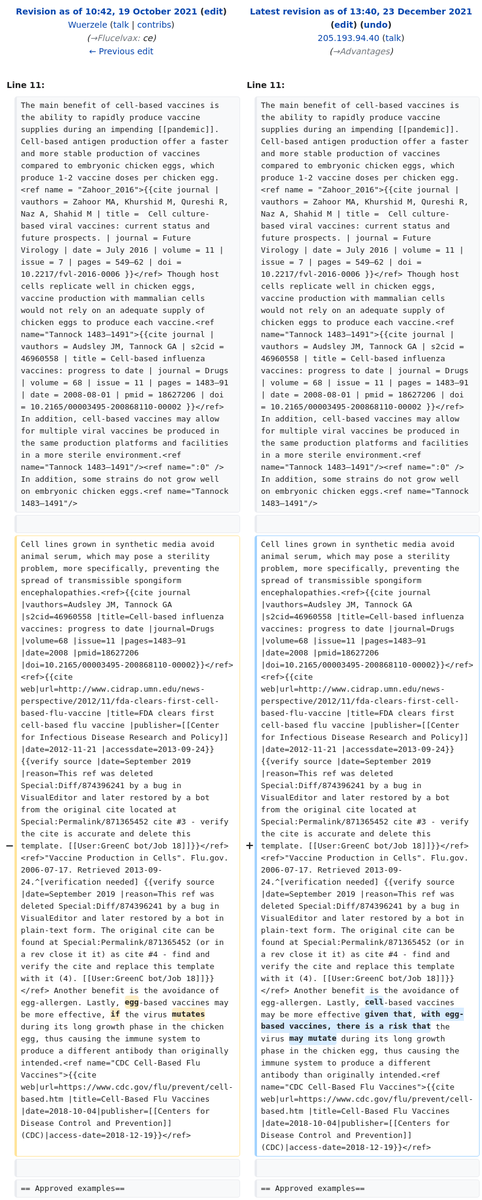 Revision as of 10:42, 19 October 2021 (edit)
Wuerzele (talk | contribs)
(→Flucelvax: ce)
← Previous edit
Line 11:
The main benefit of cell-based vaccines is
the ability to rapidly produce vaccine
supplies during an impending [[pandemic]].
Cell-based antigen production offer a faster
and more stable production of vaccines
compared to embryonic chicken eggs, which
produce 1-2 vaccine doses per chicken egg.
<ref name = "Zahoor_2016">{{cite journal |
vauthors = Zahoor MA, Khurshid M, Qureshi R,
Naz A, Shahid M | title =  Cell culture-
based viral vaccines: current status and
future prospects. | journal = Future
Virology | date = July 2016 | volume = 11 |
issue = 7 | pages = 549–62 | doi =
10.2217/fvl-2016-0006 }}</ref> Though host
cells replicate well in chicken eggs,
vaccine production with mammalian cells
would not rely on an adequate supply of
chicken eggs to produce each vaccine.<ref
name="Tannock 1483–1491">{{cite journal |
vauthors = Audsley JM, Tannock GA | s2cid =
46960558 | title = Cell-based influenza
vaccines: progress to date | journal = Drugs
| volume = 68 | issue = 11 | pages = 1483–91
| date = 2008-08-01 | pmid = 18627206 | doi
= 10.2165/00003495-200868110-00002 }}</ref>
In addition, cell-based vaccines may allow
for multiple viral vaccines be produced in
the same production platforms and facilities
in a more sterile environment.<ref
name="Tannock 1483–1491"/><ref name=":0" />
In addition, some strains do not grow well
on embryonic chicken eggs.<ref name="Tannock
1483–1491"/>
−
Cell lines grown in synthetic media avoid
animal serum, which may pose a sterility
problem, more specifically, preventing the
spread of transmissible spongiform
encephalopathies.<ref>{{cite journal
|vauthors=Audsley JM, Tannock GA
|s2cid=46960558 |title=Cell-based influenza
vaccines: progress to date |journal=Drugs
|volume=68 |issue=11 |pages=1483–91
|date=2008 |pmid=18627206
|doi=10.2165/00003495-200868110-00002}}</ref>
<ref>{{cite
web|url=http://www.cidrap.umn.edu/news-
perspective/2012/11/fda-clears-first-cell-
based-flu-vaccine |title=FDA clears first
cell-based flu vaccine |publisher=[[Center
for Infectious Disease Research and Policy]]
|date=2012-11-21 |accessdate=2013-09-24}}
{{verify source |date=September 2019
|reason=This ref was deleted
Special:Diff/874396241 by a bug in
VisualEditor and later restored by a bot
from the original cite located at
Special:Permalink/871365452 cite #3 - verify
the cite is accurate and delete this
template. [[User:GreenC bot/Job 18]]}}</ref>
<ref>"Vaccine Production in Cells". Flu.gov.
2006-07-17. Retrieved 2013-09-
24.^[verification needed] {{verify source
|date=September 2019 |reason=This ref was
deleted Special:Diff/874396241 by a bug in
VisualEditor and later restored by a bot in
plain-text form. The original cite can be
found at Special:Permalink/871365452 (or in
a rev close it it) as cite #4 - find and
verify the cite and replace this template
with it (4). [[User:GreenC bot/Job 18]]}}
</ref> Another benefit is the avoidance of
egg-allergen. Lastly, egg-based vaccines may
be more effective, if the virus mutates
during its long growth phase in the chicken
egg, thus causing the immune system to
produce a different antibody than originally
intended.<ref name="CDC Cell-Based Flu
Vaccines">{{cite
web|url=https://www.cdc.gov/flu/prevent/cell-
based.htm |title=Cell-Based Flu Vaccines
|date=2018-10-04|publisher=[[Centers for
Disease Control and Prevention]]
(CDC)|access-date=2018-12-19}}</ref>
== Approved examples==
Latest revision as of 13:40, 23 December 2021
(edit) (undo)
205.193.94.40 (talk)
(→Advantages)
Line 11:
The main benefit of cell-based vaccines is
the ability to rapidly produce vaccine
supplies during an impending [[pandemic]].
Cell-based antigen production offer a faster
and more stable production of vaccines
compared to embryonic chicken eggs, which
produce 1-2 vaccine doses per chicken egg.
<ref name = "Zahoor_2016">{{cite journal |
vauthors = Zahoor MA, Khurshid M, Qureshi R,
Naz A, Shahid M | title =  Cell culture-
based viral vaccines: current status and
future prospects. | journal = Future
Virology | date = July 2016 | volume = 11 |
issue = 7 | pages = 549–62 | doi =
10.2217/fvl-2016-0006 }}</ref> Though host
cells replicate well in chicken eggs,
vaccine production with mammalian cells
would not rely on an adequate supply of
chicken eggs to produce each vaccine.<ref
name="Tannock 1483–1491">{{cite journal |
vauthors = Audsley JM, Tannock GA | s2cid =
46960558 | title = Cell-based influenza
vaccines: progress to date | journal = Drugs
| volume = 68 | issue = 11 | pages = 1483–91
| date = 2008-08-01 | pmid = 18627206 | doi
= 10.2165/00003495-200868110-00002 }}</ref>
In addition, cell-based vaccines may allow
for multiple viral vaccines be produced in
the same production platforms and facilities
in a more sterile environment.<ref
name="Tannock 1483–1491"/><ref name=":0" />
In addition, some strains do not grow well
on embryonic chicken eggs.<ref name="Tannock
1483–1491"/>
+
Cell lines grown in synthetic media avoid
animal serum, which may pose a sterility
problem, more specifically, preventing the
spread of transmissible spongiform
encephalopathies.<ref>{{cite journal
|vauthors=Audsley JM, Tannock GA
|s2cid=46960558 |title=Cell-based influenza
vaccines: progress to date |journal=Drugs
|volume=68 |issue=11 |pages=1483–91
|date=2008 |pmid=18627206
|doi=10.2165/00003495-200868110-00002}}</ref>
<ref>{{cite
web|url=http://www.cidrap.umn.edu/news-
perspective/2012/11/fda-clears-first-cell-
based-flu-vaccine |title=FDA clears first
cell-based flu vaccine |publisher=[[Center
for Infectious Disease Research and Policy]]
|date=2012-11-21 |accessdate=2013-09-24}}
{{verify source |date=September 2019
|reason=This ref was deleted
Special:Diff/874396241 by a bug in
VisualEditor and later restored by a bot
from the original cite located at
Special:Permalink/871365452 cite #3 - verify
the cite is accurate and delete this
template. [[User:GreenC bot/Job 18]]}}</ref>
<ref>"Vaccine Production in Cells". Flu.gov.
2006-07-17. Retrieved 2013-09-
24.^[verification needed] {{verify source
|date=September 2019 |reason=This ref was
deleted Special:Diff/874396241 by a bug in
VisualEditor and later restored by a bot in
plain-text form. The original cite can be
found at Special:Permalink/871365452 (or in
a rev close it it) as cite #4 - find and
verify the cite and replace this template
with it (4). [[User:GreenC bot/Job 18]]}}
</ref> Another benefit is the avoidance of
egg-allergen. Lastly, cell-based vaccines
may be more effective given that, with egg-
based vaccines, there is a risk that the
virus may mutate during its long growth
phase in the chicken egg, thus causing the
immune system to produce a different
antibody than originally intended.<ref
name="CDC Cell-Based Flu Vaccines">{{cite
web|url=https://www.cdc.gov/flu/prevent/cell-
based.htm |title=Cell-Based Flu Vaccines
|date=2018-10-04|publisher=[[Centers for
Disease Control and Prevention]]
(CDC)|access-date=2018-12-19}}</ref>
== Approved examples==